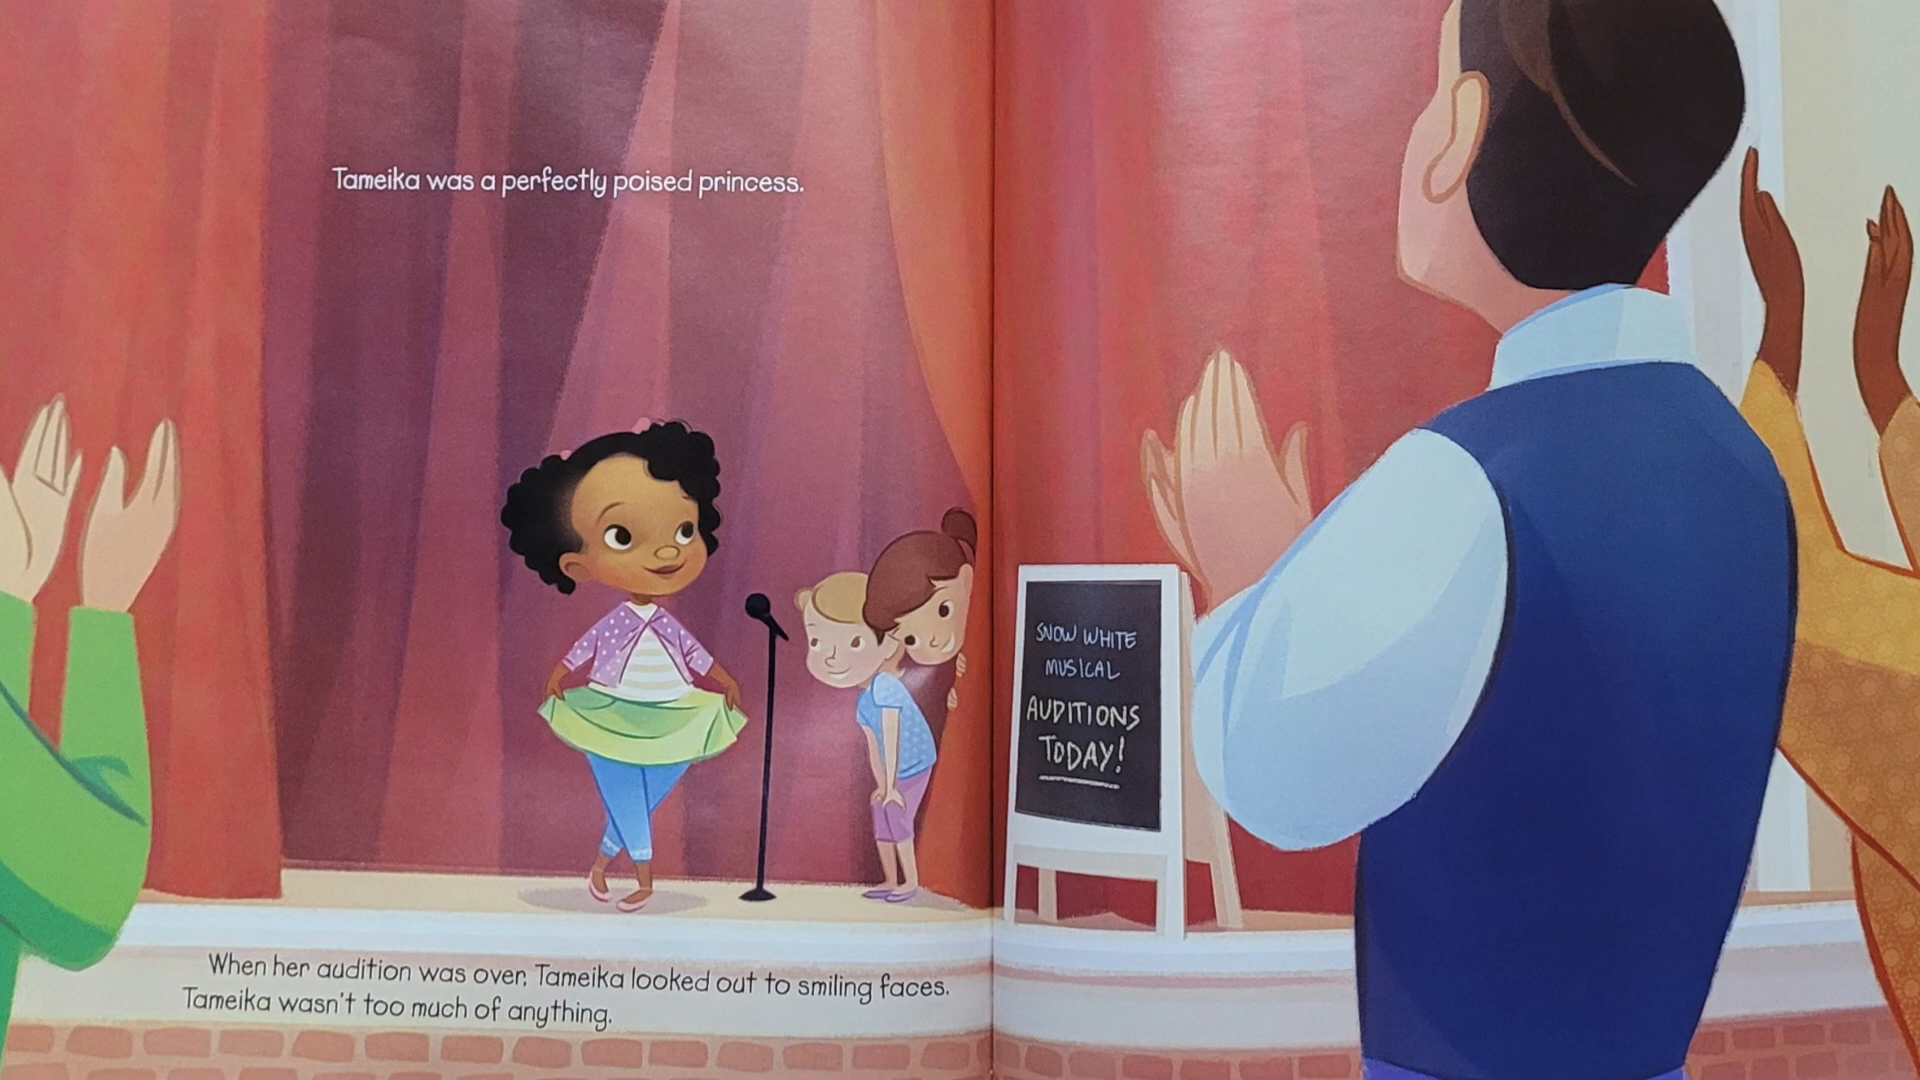 Tameika was a perfectly poised princess.
SNOW WHITE
MUSICAL
AUDITIONS
TODAY!
When her audition was over, Tameika looked out to smiling faces.
Tameika wasn't too much of anything.